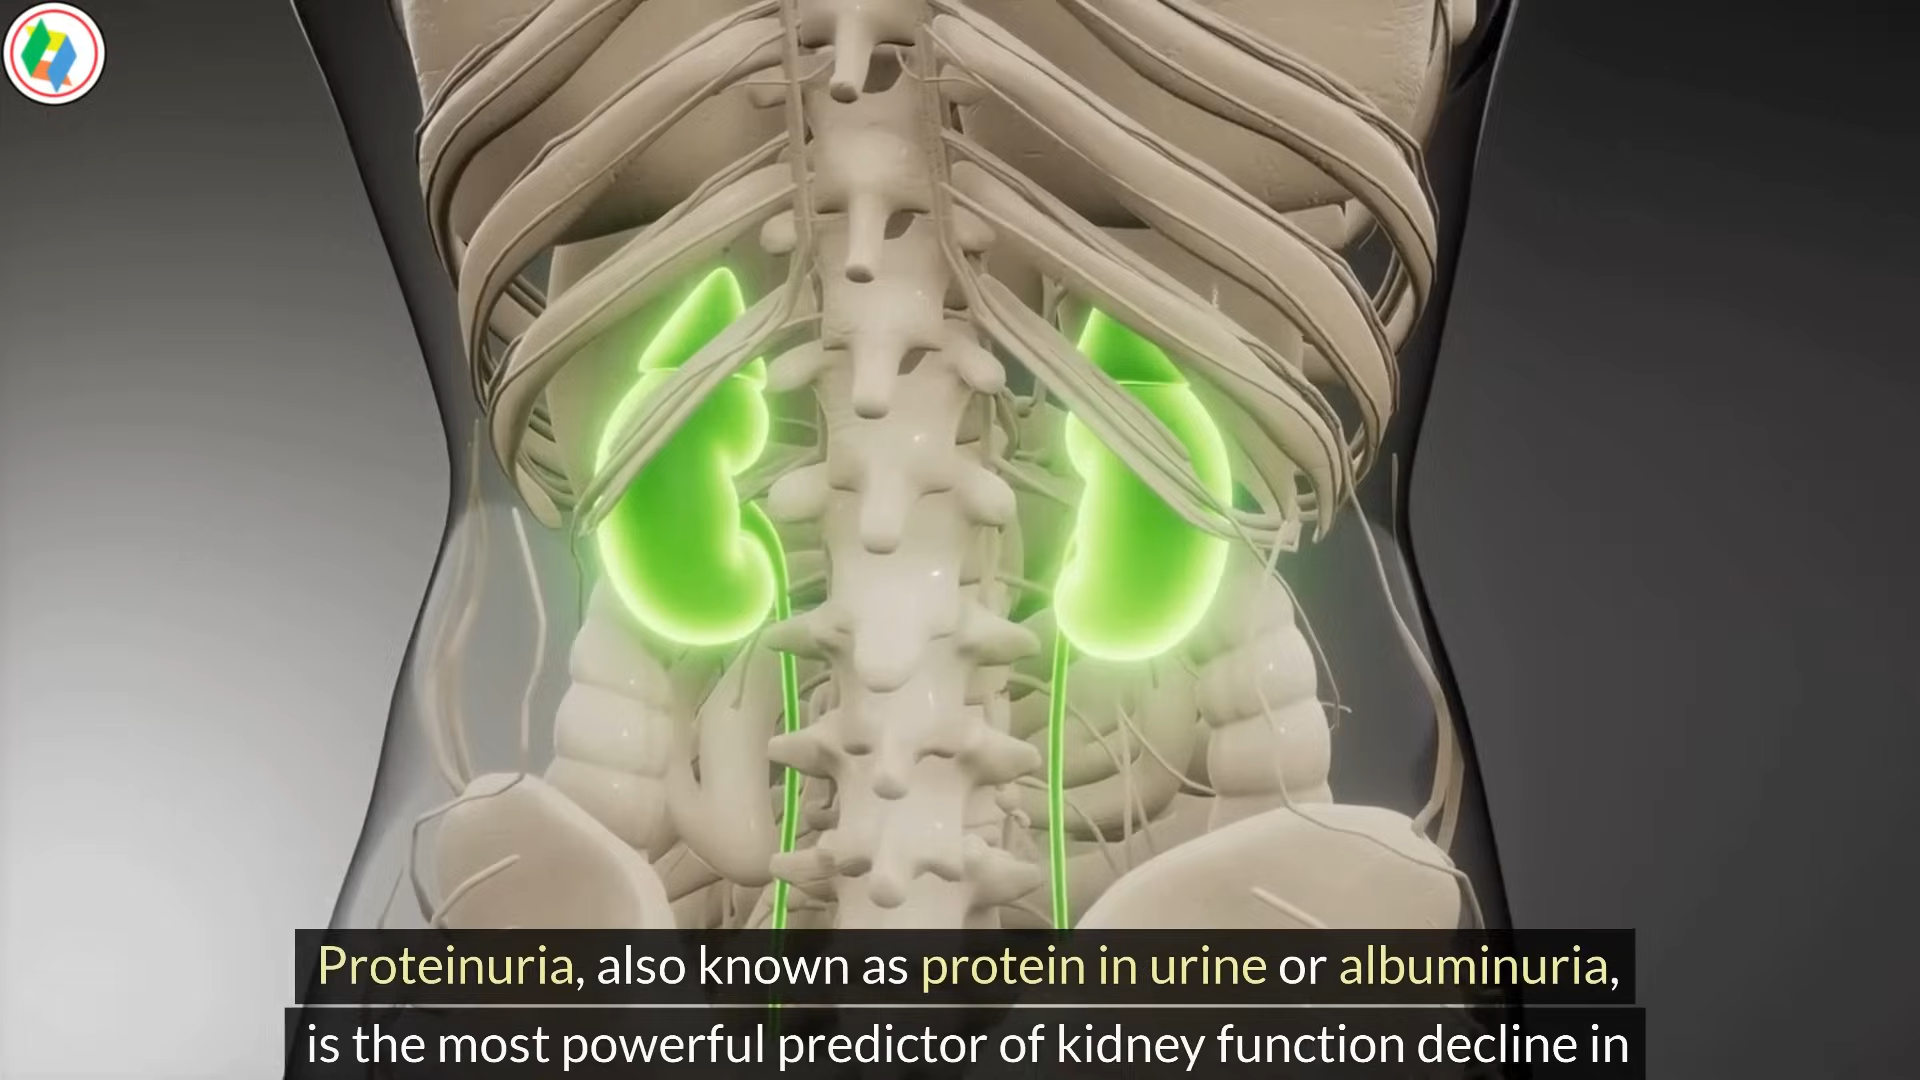 Proteinuria, also known as protein in urine or albuminuria,
is the most powerful predictor of kidney function decline in